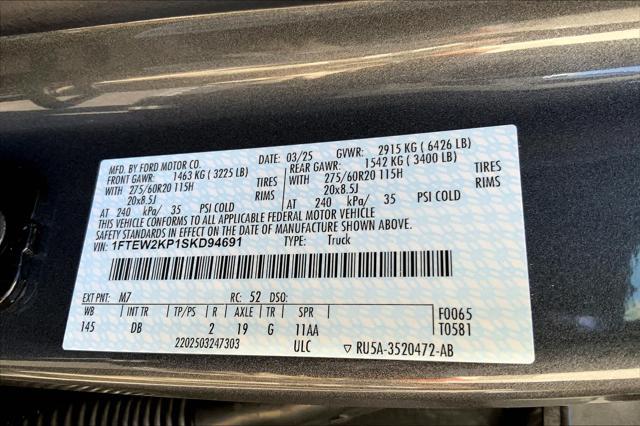 MFD. BY FORD MOTOR CO.
DATE: 03/25 GVWR: 2915 KG ( 6426 LB)
FRONT GAWR: 1463 KG ( 3225 LB)
REAR GAWR: 1542 KG ( 3400 LB)
WITH 275/60R20 115H TIRES
WITH 275/60R20 115H TIRES
20x8.5J RIMS
20x8.5J RIMS
AT 240 kPa/ 35 PSI COLD
AT 240 kPa/ 35 PSI COLD
THIS VEHICLE CONFORMS TO ALL APPLICABLE FEDERAL MOTOR VEHICLE
SAFETY STANDARDS IN EFFECT ON THE DATE OF MANUFACTURE SHOWN ABOVE.
1FTEW2KP1SKD94691 TYPE: Truck
EXT PNT: M7 RC: 52 DSO:
WB INT TR TP/PS R AXLE TR SPR
F0065
145 DB 2 19 G 11AA
T0581
2202503247303 ULC ▽ RU5A-3520472-AB